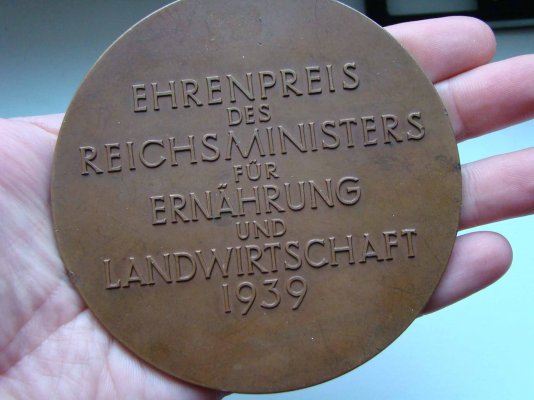 EHRENPREIS
DES
REICHSMINISTERS
FÜR
ERNÄHRUNG
UND
LANDWIRTSCHAFT
1939